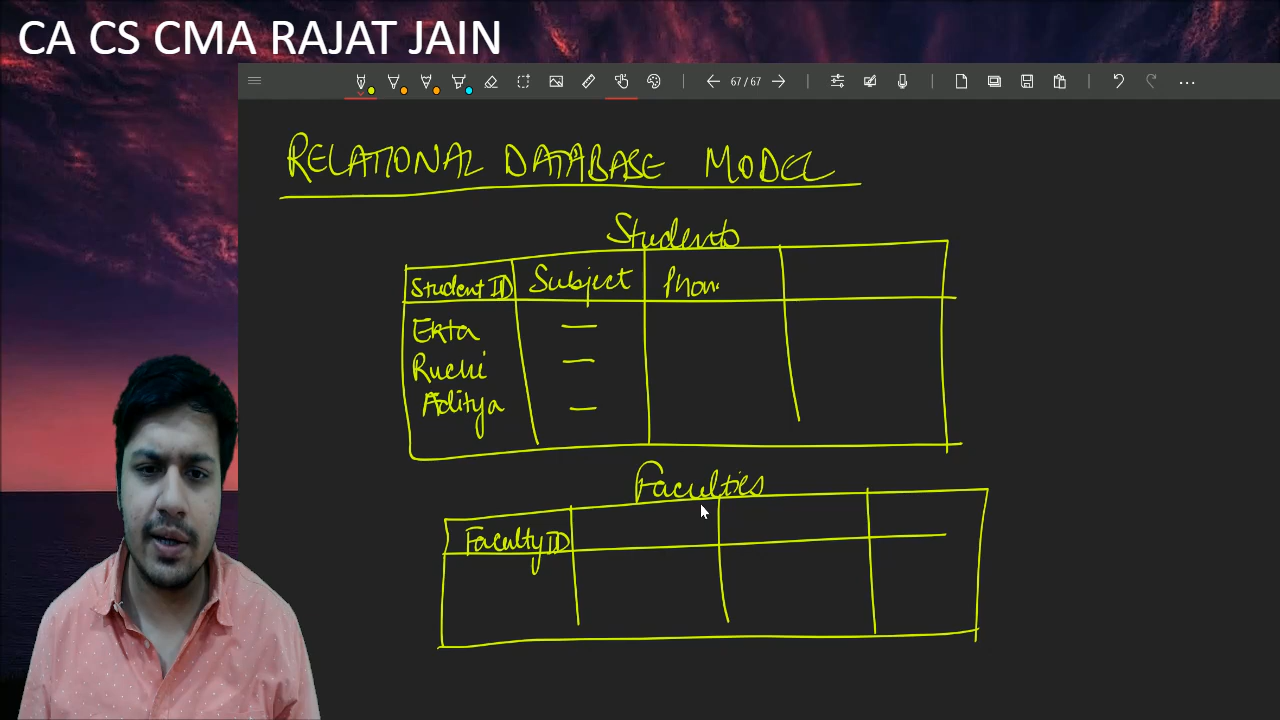 CA CS CMA RAJAT JAIN
67/67
RELATIONAL DATABASE MODEL
Students
Student ID Subject Phon
Ekta
Ruchi
Aditya
Faculties
Faculty ID